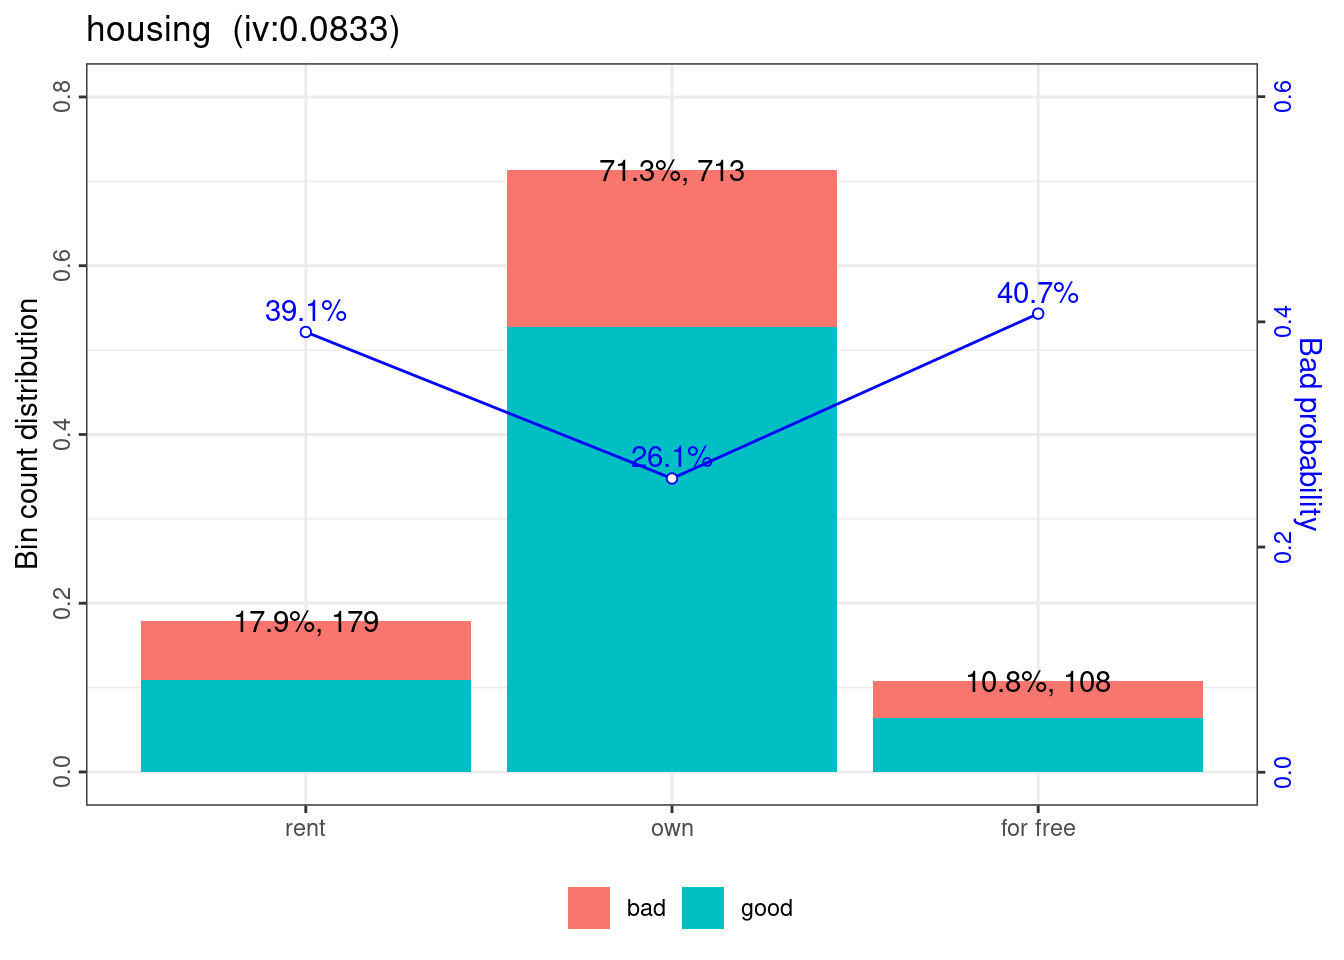 housing  (iv:0.0833)
0.8
0.6
0.4
0.2
0.0
Bin count distribution
71.3%, 713
39.1%
40.7%
26.1%
17.9%, 179
10.8%, 108
0.6
0.4
0.2
0.0
Bad probability
rent
own
for free
bad
good